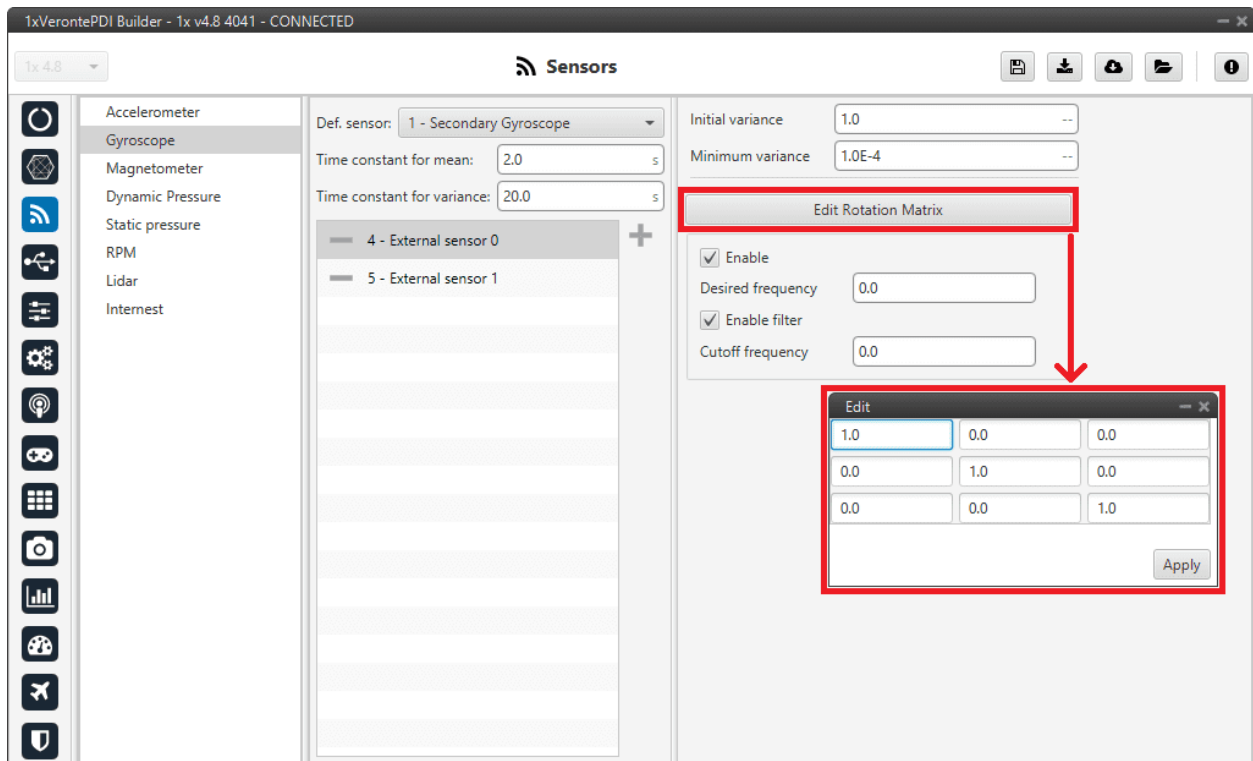 1xVerontePDI Builder - 1x v4.8 4041 - CONNECTED
1x 4.8
Sensors
Accelerometer
Gyroscope
Magnetometer
Dynamic Pressure
Static pressure
RPM
Lidar
Internest
Def. sensor: 1 - Secondary Gyroscope
Time constant for mean: 2.0 s
Time constant for variance: 20.0 s
4 - External sensor 0
5 - External sensor 1
Initial variance 1.0 --
Minimum variance 1.0E-4 --
Edit Rotation Matrix
Enable
Desired frequency 0.0
Enable filter
Cutoff frequency 0.0
Edit
1.0 0.0 0.0
0.0 1.0 0.0
0.0 0.0 1.0
Apply